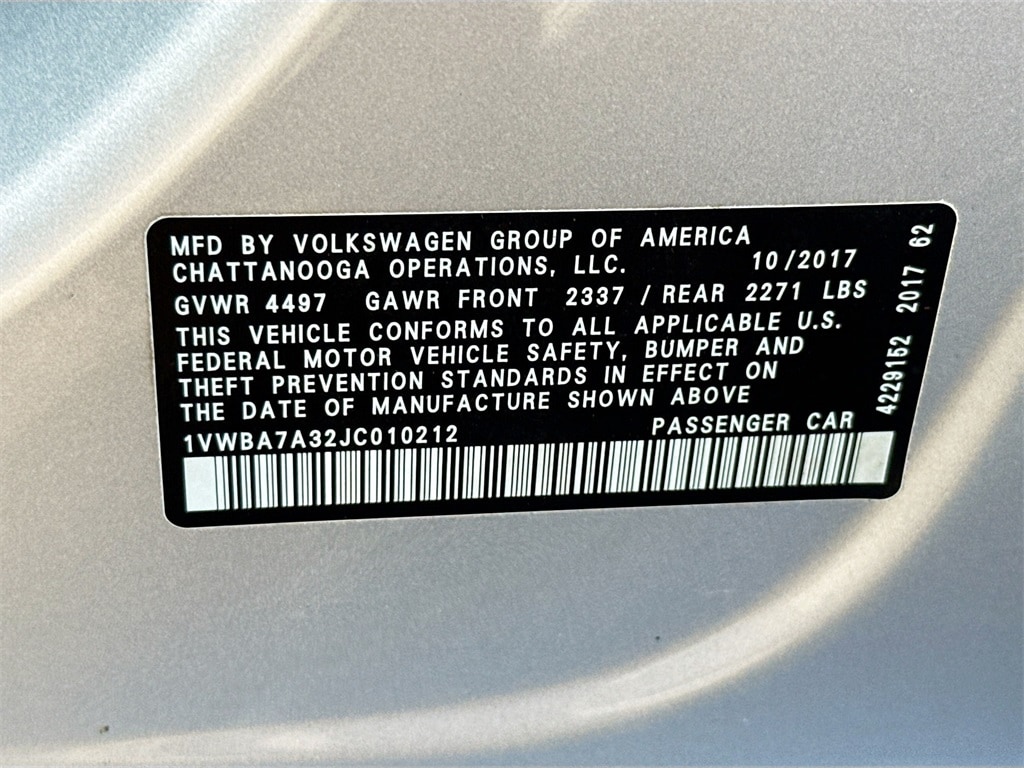 MFD BY VOLKSWAGEN GROUP OF AMERICA
CHATTANOOGA OPERATIONS, LLC. 10/2017
GVWR 4497 GAWR FRONT 2337 / REAR 2271 LBS
THIS VEHICLE CONFORMS TO ALL APPLICABLE U.S.
FEDERAL MOTOR VEHICLE SAFETY, BUMPER AND
THEFT PREVENTION STANDARDS IN EFFECT ON
THE DATE OF MANUFACTURE SHOWN ABOVE
1VWBA7A32JC010212 PASSENGER CAR
4229152 2017 62